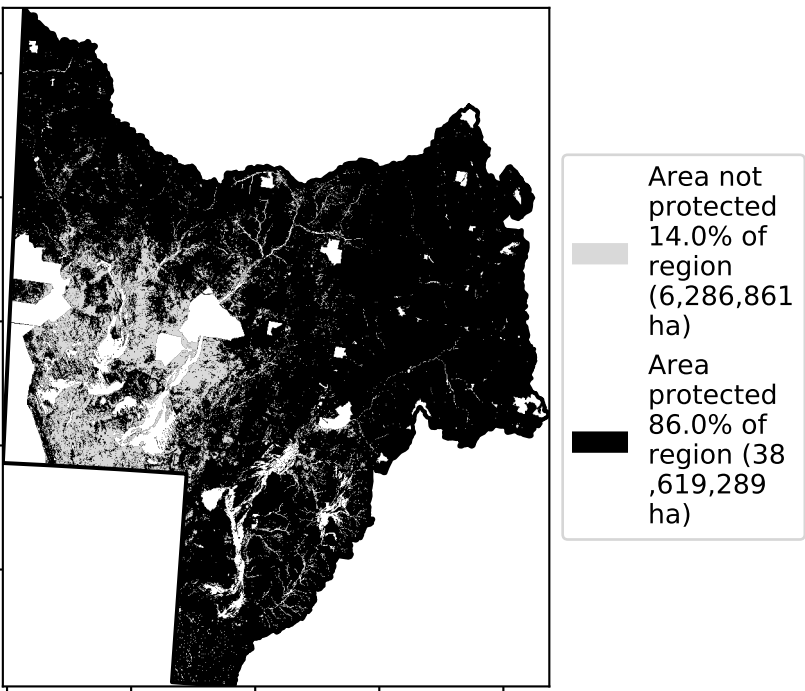 Area not
protected
14.0% of
region
(6,286,861
ha)
Area
protected
86.0% of
region (38
,619,289
ha)